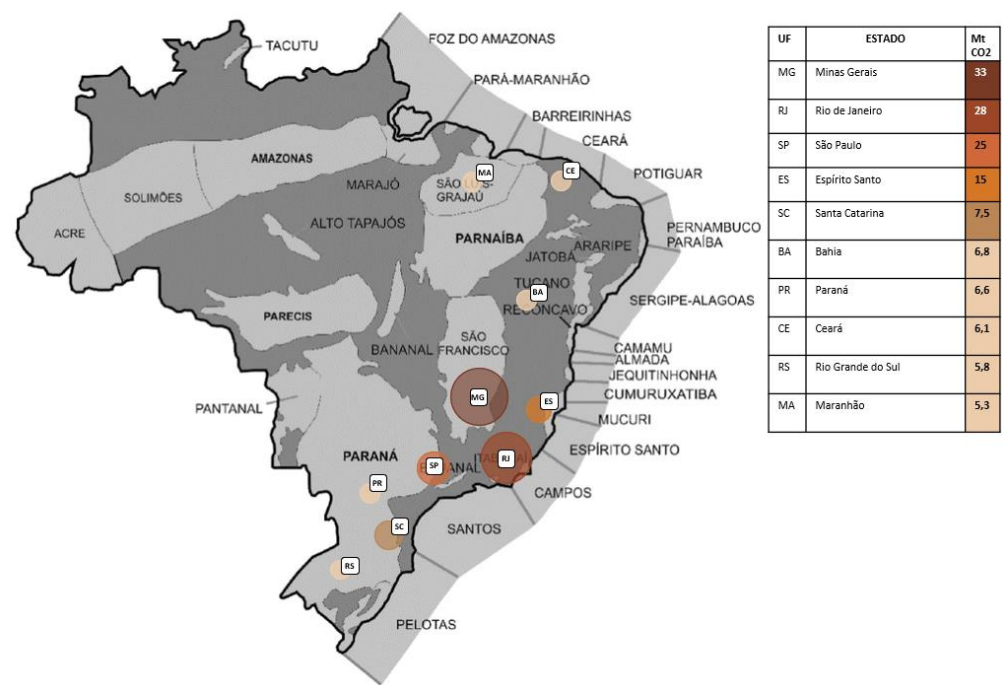 TACUTU
FOZ DO AMAZONAS
PARÁ-MARANHÃO
BARREIRINHAS
CEARÁ
POTIGUAR
PERNAMBUCO
PARAÍBA
SERGIPE-ALAGOAS
CAMAMU
ALMADA
JEQUITINHONHA
CUMURUXATIBA
MUCURI
ESPÍRITO SANTO
CAMPOS
SANTOS
PELOTAS
AMAZONAS
SOLIMÕES
ACRE
MARAJÓ
ALTO TAPAJÓS
MA
GRAJAÚ
CE
PARNAÍBA
ARARIPE
JATOBÁ
TUCANO
BA
RECÔNCAVO
PARECIS
BANANAL
SÃO
FRANCISCO
MG
ES
PANTANAL
PARANÁ
SP
RJ
PR
SC
RS
UF ESTADO Mt
CO2
MG Minas Gerais 33
RJ Rio de Janeiro 28
SP São Paulo 25
ES Espírito Santo 15
SC Santa Catarina 7,5
BA Bahia 6,8
PR Paraná 6,6
CE Ceará 6,1
RS Rio Grande do Sul 5,8
MA Maranhão 5,3